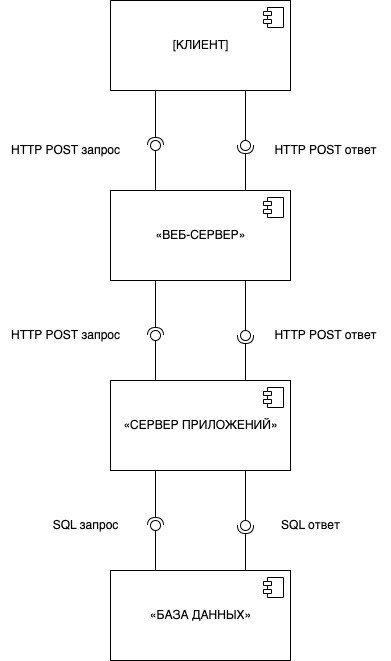 [КЛИЕНТ]
HTTP POST запрос
HTTP POST ответ
«ВЕБ-СЕРВЕР»
HTTP POST запрос
HTTP POST ответ
«СЕРВЕР ПРИЛОЖЕНИЙ»
SQL запрос
SQL ответ
«БАЗА ДАННЫХ»